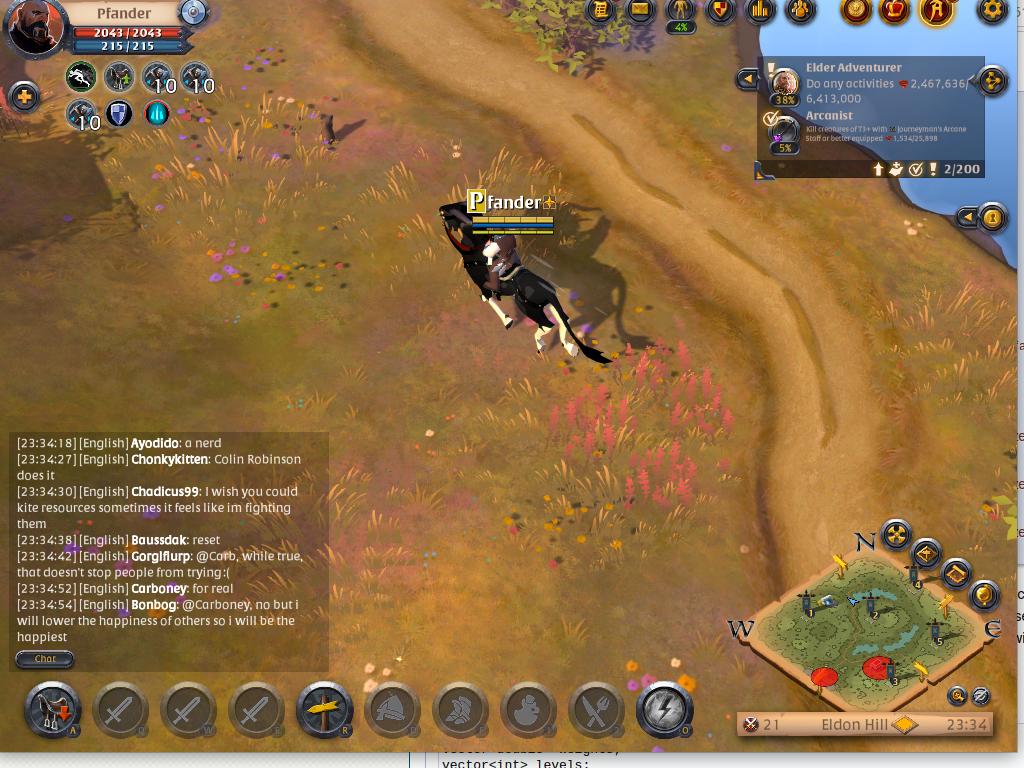 Pfander
2043 / 2043
215 / 215
10
10
10
4%
Elder Adventurer
Do any activities 2,467,636/
6,413,000
38%
Arcanist
Kill creatures of T3+ with Journeyman's Arcane
Staff or better equipped 1,534/25,898
5%
2/200
Pfander
[23:34:18] [English] Ayodido: a nerd
[23:34:27] [English] Chonkykitten: Colin Robinson
does it
[23:34:30] [English] Chadicus99: I wish you could
kite resources sometimes it feels like im fighting
them
[23:34:38] [English] Baussdak: reset
[23:34:42] [English] Gorgiflurp: @Carb, while true,
that doesn't stop people from trying:(
[23:34:52] [English] Carboney: for real
[23:34:54] [English] Bonbog: @Carboney, no but i
will lower the happiness of others so i will be the
happiest
Chat
A
Q
W
E
R
D
F
O
N
W
E
1
2
3
4
5
21 Eldon Hill 23:34
vector<int> levels;